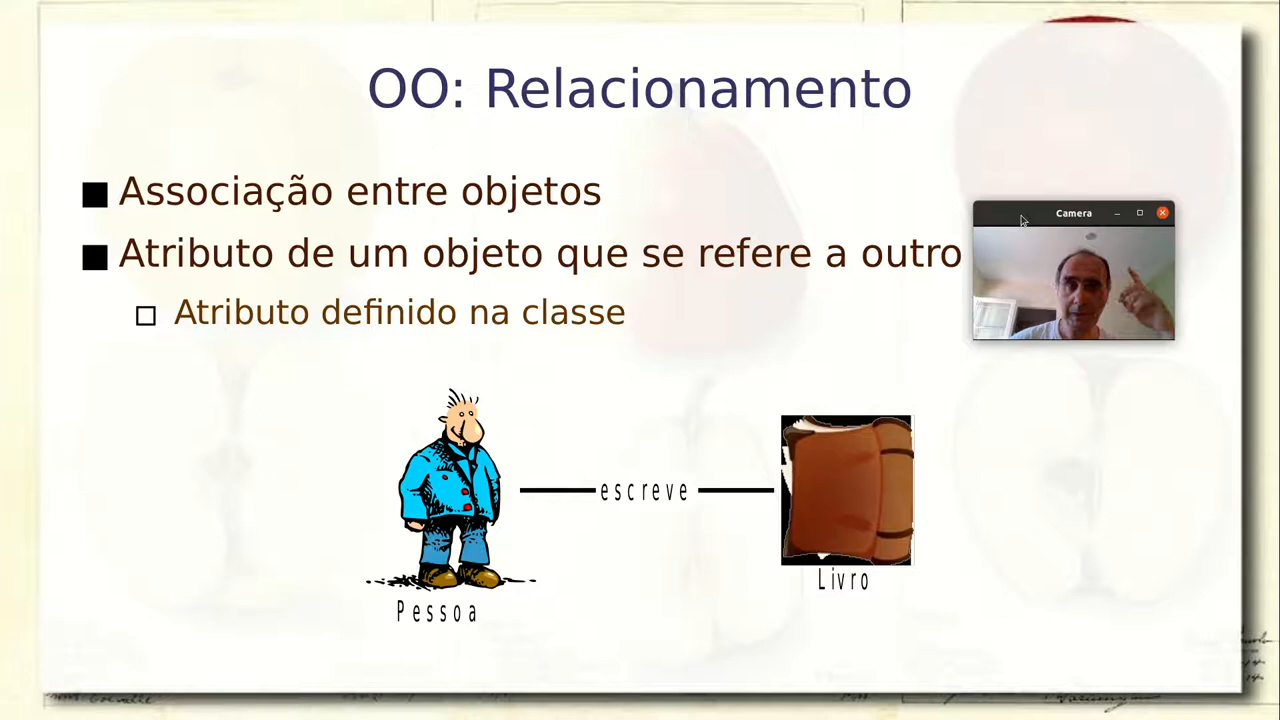 OO: Relacionamento
Associação entre objetos
Atributo de um objeto que se refere a outro
Atributo definido na classe
Camera
escreve
Livro
Pessoa